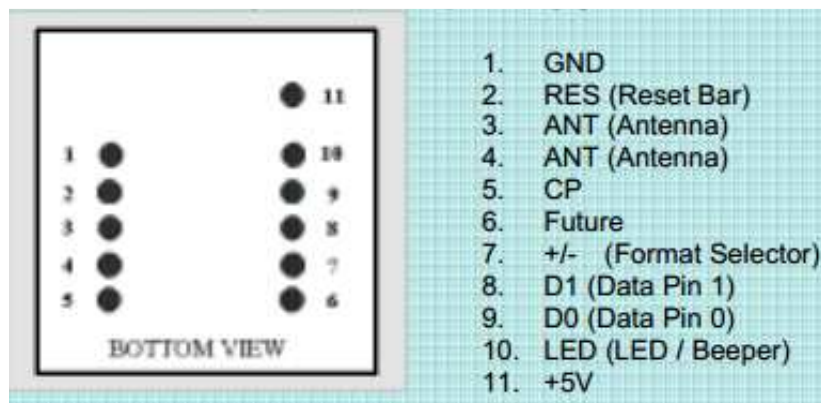 11
1 10
2 9
3 8
4 7
5 6
BOTTOM VIEW
1. GND
2. RES (Reset Bar)
3. ANT (Antenna)
4. ANT (Antenna)
5. CP
6. Future
7. +/- (Format Selector)
8. D1 (Data Pin 1)
9. D0 (Data Pin 0)
10. LED (LED / Beeper)
11. +5V